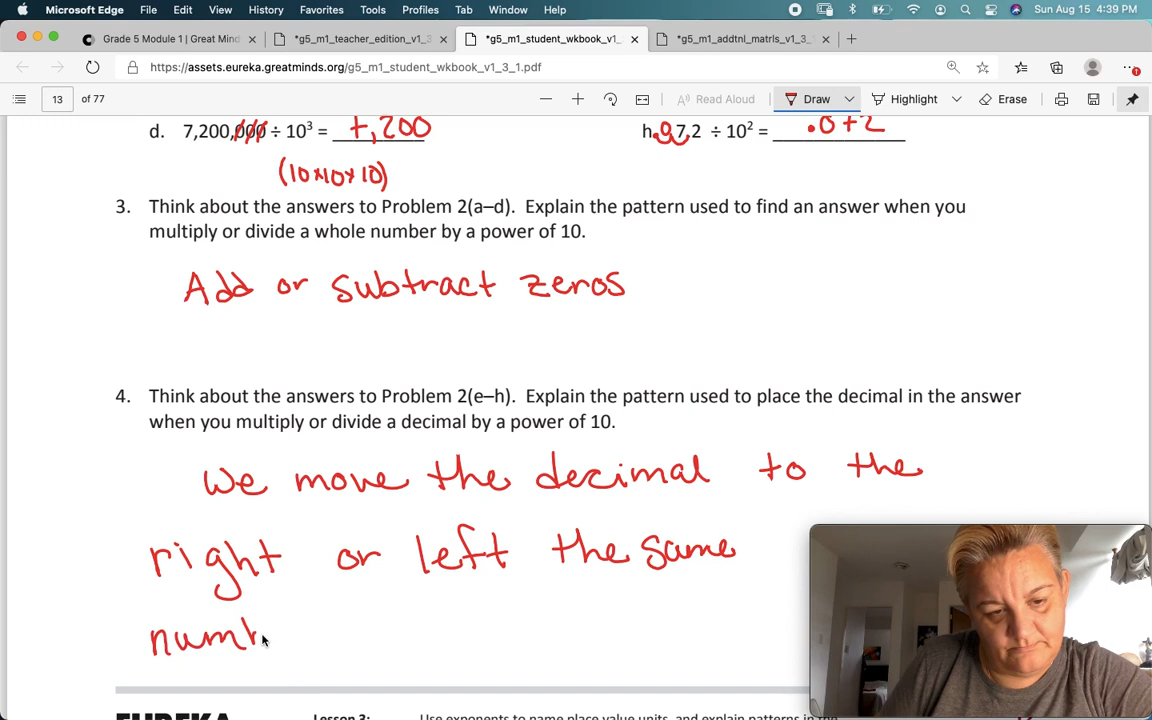 Microsoft Edge File Edit View History Favorites Tools Profiles Tab Window Help Sun Aug 15 4:39 PM
Grade 5 Module 1 | Great Mind *g5_m1_teacher_edition_v1_3_ *g5_m1_student_wkbook_v1_ *g5_m1_addtnl_matrls_v1_3_
https://assets.eureka.greatminds.org/g5_m1_student_wkbook_v1_3_1.pdf
13 of 77 Read Aloud Draw Highlight Erase
d. 7,200,000 ÷ 10³ = 7,200 h. 7.2 ÷ 10² = .072
(10×10×10)
3. Think about the answers to Problem 2(a–d). Explain the pattern used to find an answer when you
multiply or divide a whole number by a power of 10.
Add or subtract zeros
4. Think about the answers to Problem 2(e–h). Explain the pattern used to place the decimal in the answer
when you multiply or divide a decimal by a power of 10.
We move the decimal to the
right or left the same
numb
EUREKA Lesson 3: Use exponents to name place value units, and explain patterns in the